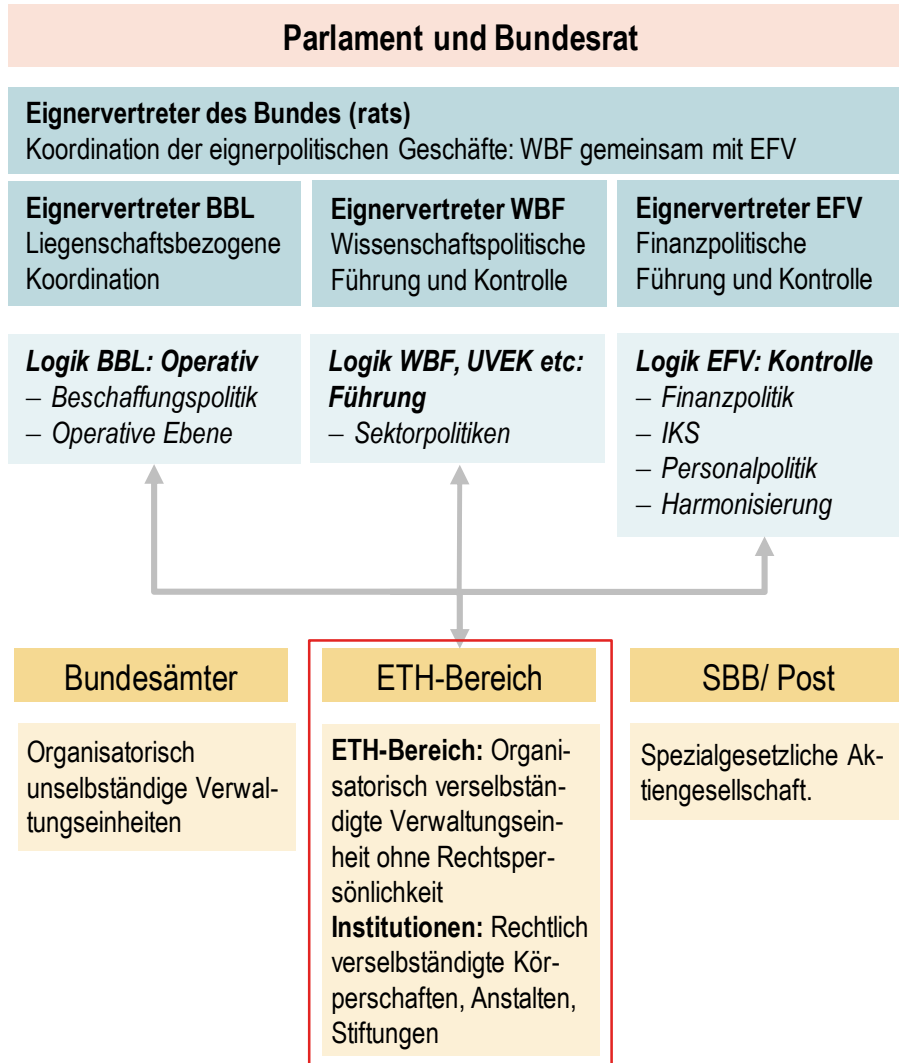 Parlament und Bundesrat
Eignervertreter des Bundes (rats)
Koordination der eignerpolitischen Geschäfte: WBF gemeinsam mit EFV
Eignervertreter BBL
Liegenschaftsbezogene
Koordination
Eignervertreter WBF
Wissenschaftspolitische
Führung und Kontrolle
Eignervertreter EFV
Finanzpolitische
Führung und Kontrolle
Logik BBL: Operativ
– Beschaffungspolitik
– Operative Ebene
Logik WBF, UVEK etc:
Führung
– Sektorpolitiken
Logik EFV: Kontrolle
– Finanzpolitik
– IKS
– Personalpolitik
– Harmonisierung
Bundesämter
Organisatorisch
unselbständige Verwal-
tungseinheiten
ETH-Bereich
ETH-Bereich: Organi-
satorisch verselbstän-
digte Verwaltungsein-
heit ohne Rechtsper-
sönlichkeit
Institutionen: Rechtlich
verselbständigte Kör-
perschaften, Anstalten,
Stiftungen
SBB/ Post
Spezialgesetzliche Ak-
tiengesellschaft.